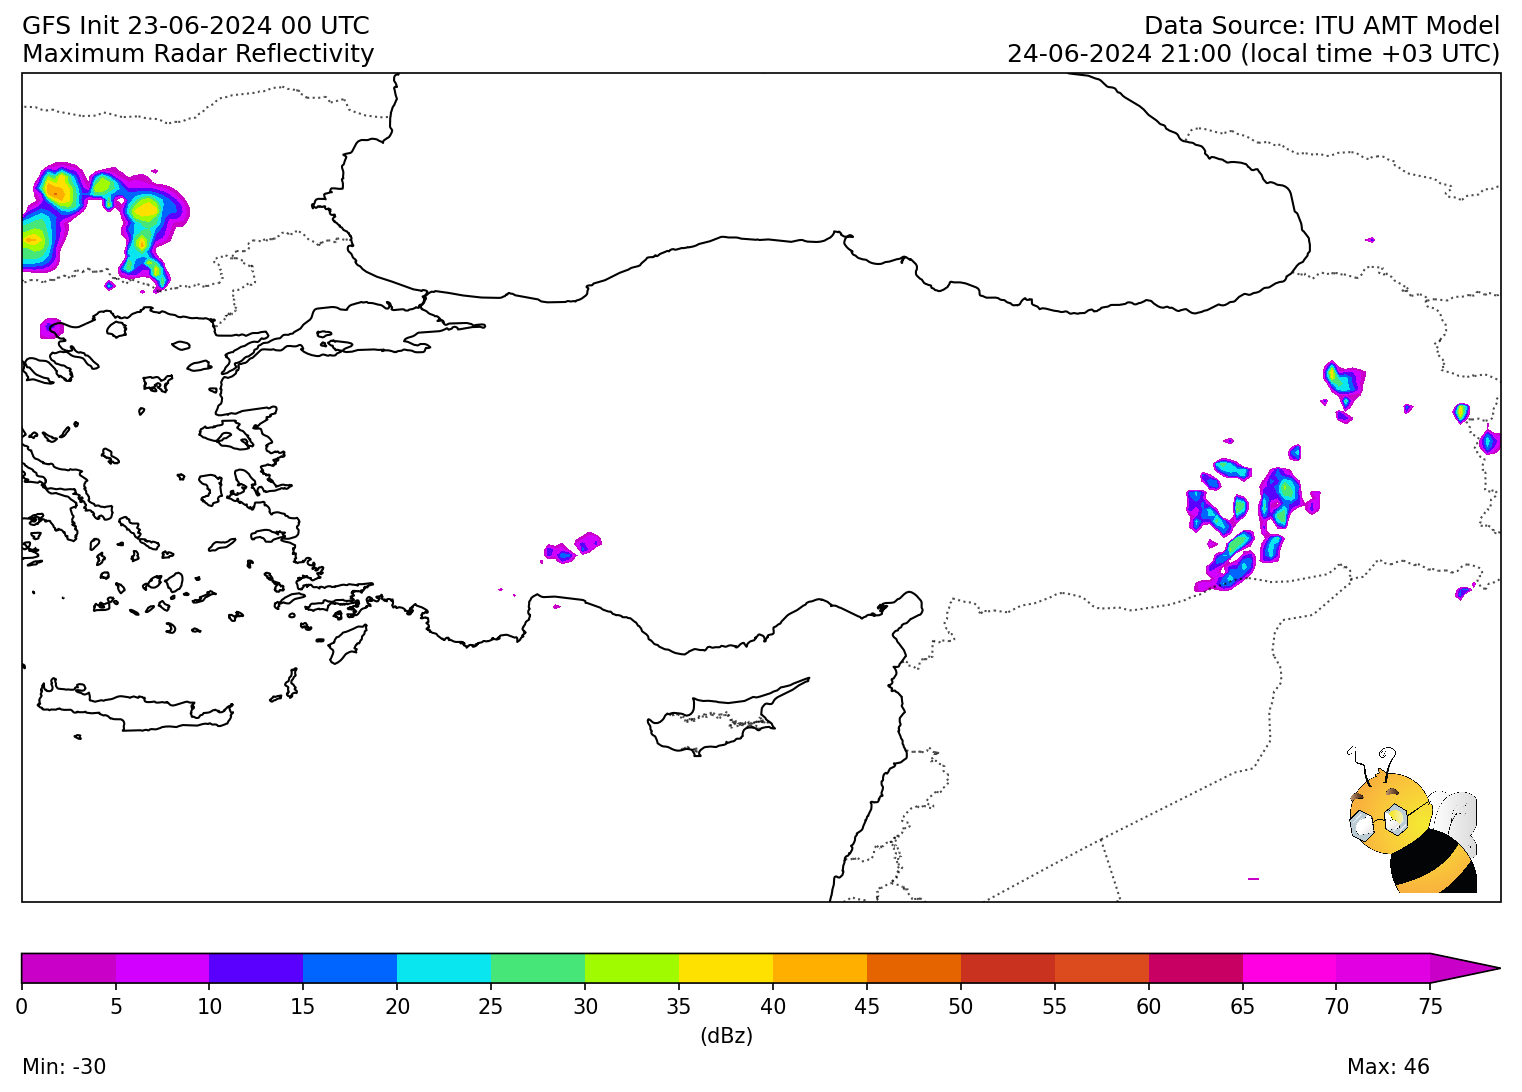 GFS Init 23-06-2024 00 UTC
Data Source: ITU AMT Model
Maximum Radar Reflectivity
24-06-2024 21:00 (local time +03 UTC)
0 5 10 15 20 25 30 35 40 45 50 55 60 65 70 75
(dBz)
Min: -30
Max: 46